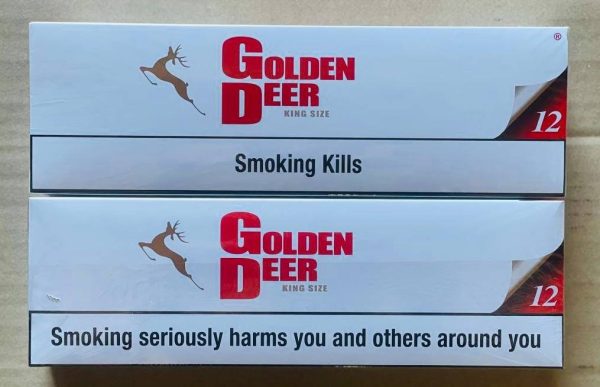 ®
GOLDEN
DEER
KING SIZE
12
Smoking Kills
GOLDEN
DEER
KING SIZE
12
Smoking seriously harms you and others around you